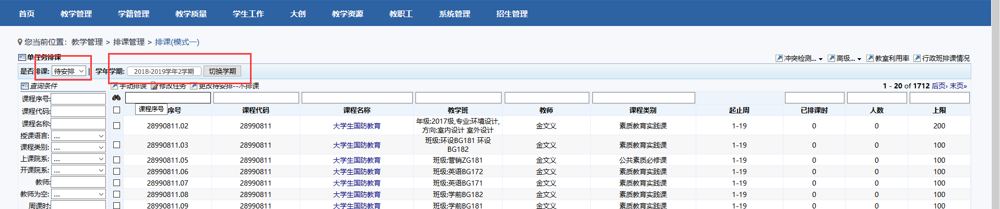 首页 教学管理 学籍管理 教学质量 学生工作 大创 教学资源 教职工 系统管理 招生管理
您当前位置：教学管理 > 排课管理 > 排课(模式一)
单任务排课 冲突检测... 高级... 教室利用率 行政班排课情况
是否排课: 待安排 | 学年学期: 2018-2019学年2学期 切换学期
查询条件 手动排课 修改任务 更改待安排--不排课 1 - 20 of 1712 后页› 末页»
课程序号:
课程代码:
课程名称:
授课语言: ...
课程类别: ...
上课院系: ...
开课院系: ...
教师:
教师为空: ...
周课时:
课程序号
序号 课程代码 课程名称 教学班 教师 课程类别 起止周 已排课时 人数 上限
28990811.02 28990811 大学生国防教育 年级:2017级,专业:环境设计,方向:室内设计 室外设计 金文义 素质教育实践课 1-19 0 0 200
28990811.03 28990811 大学生国防教育 班级:环设BG181 环设BG182 金文义 素质教育实践课 1-19 0 0 100
28990811.05 28990811 大学生国防教育 班级:营销ZG181 金文义 公共素质必修课 1-19 0 0 100
28990811.06 28990811 大学生国防教育 班级:英语BG172 金文义 素质教育实践课 1-19 0 0 100
28990811.07 28990811 大学生国防教育 班级:英语BG171 金文义 素质教育实践课 1-19 0 0 100
28990811.08 28990811 大学生国防教育 班级:学前BG182 金文义 素质教育实践课 1-19 0 0 100
28990811.09 28990811 大学生国防教育 班级:学前BG181 金文义 素质教育实践课 1-19 0 0 100